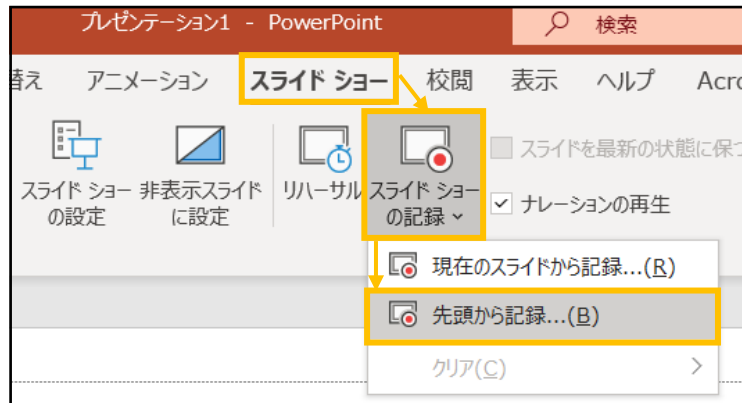 プレゼンテーション1 - PowerPoint
検索
替え アニメーション スライド ショー 校閲 表示 ヘルプ Acro
スライド ショー
の設定
非表示スライド
に設定
リハーサル
スライド ショー
の記録
スライドを最新の状態に保つ
ナレーションの再生
現在のスライドから記録...(R)
先頭から記録...(B)
クリア(C)